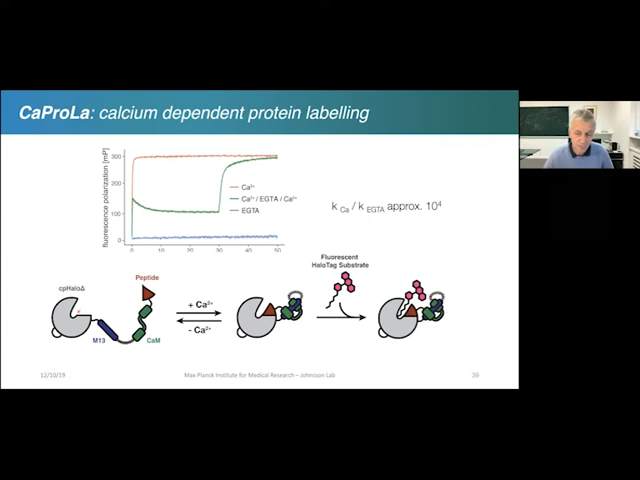 CaProLa: calcium dependent protein labelling
fluorescence polarization [mP]
300
200
100
0
0
10
20
30
40
50
Ca²⁺
Ca²⁺/ EGTA / Ca²⁺
EGTA
k Ca / k EGTA approx. 10⁴
cpHaloΔ
Peptide
M13
CaM
+ Ca²⁺
- Ca²⁺
Fluorescent
HaloTag Substrate
12/10/19
Max Planck Institute for Medical Research – Johnsson Lab
39